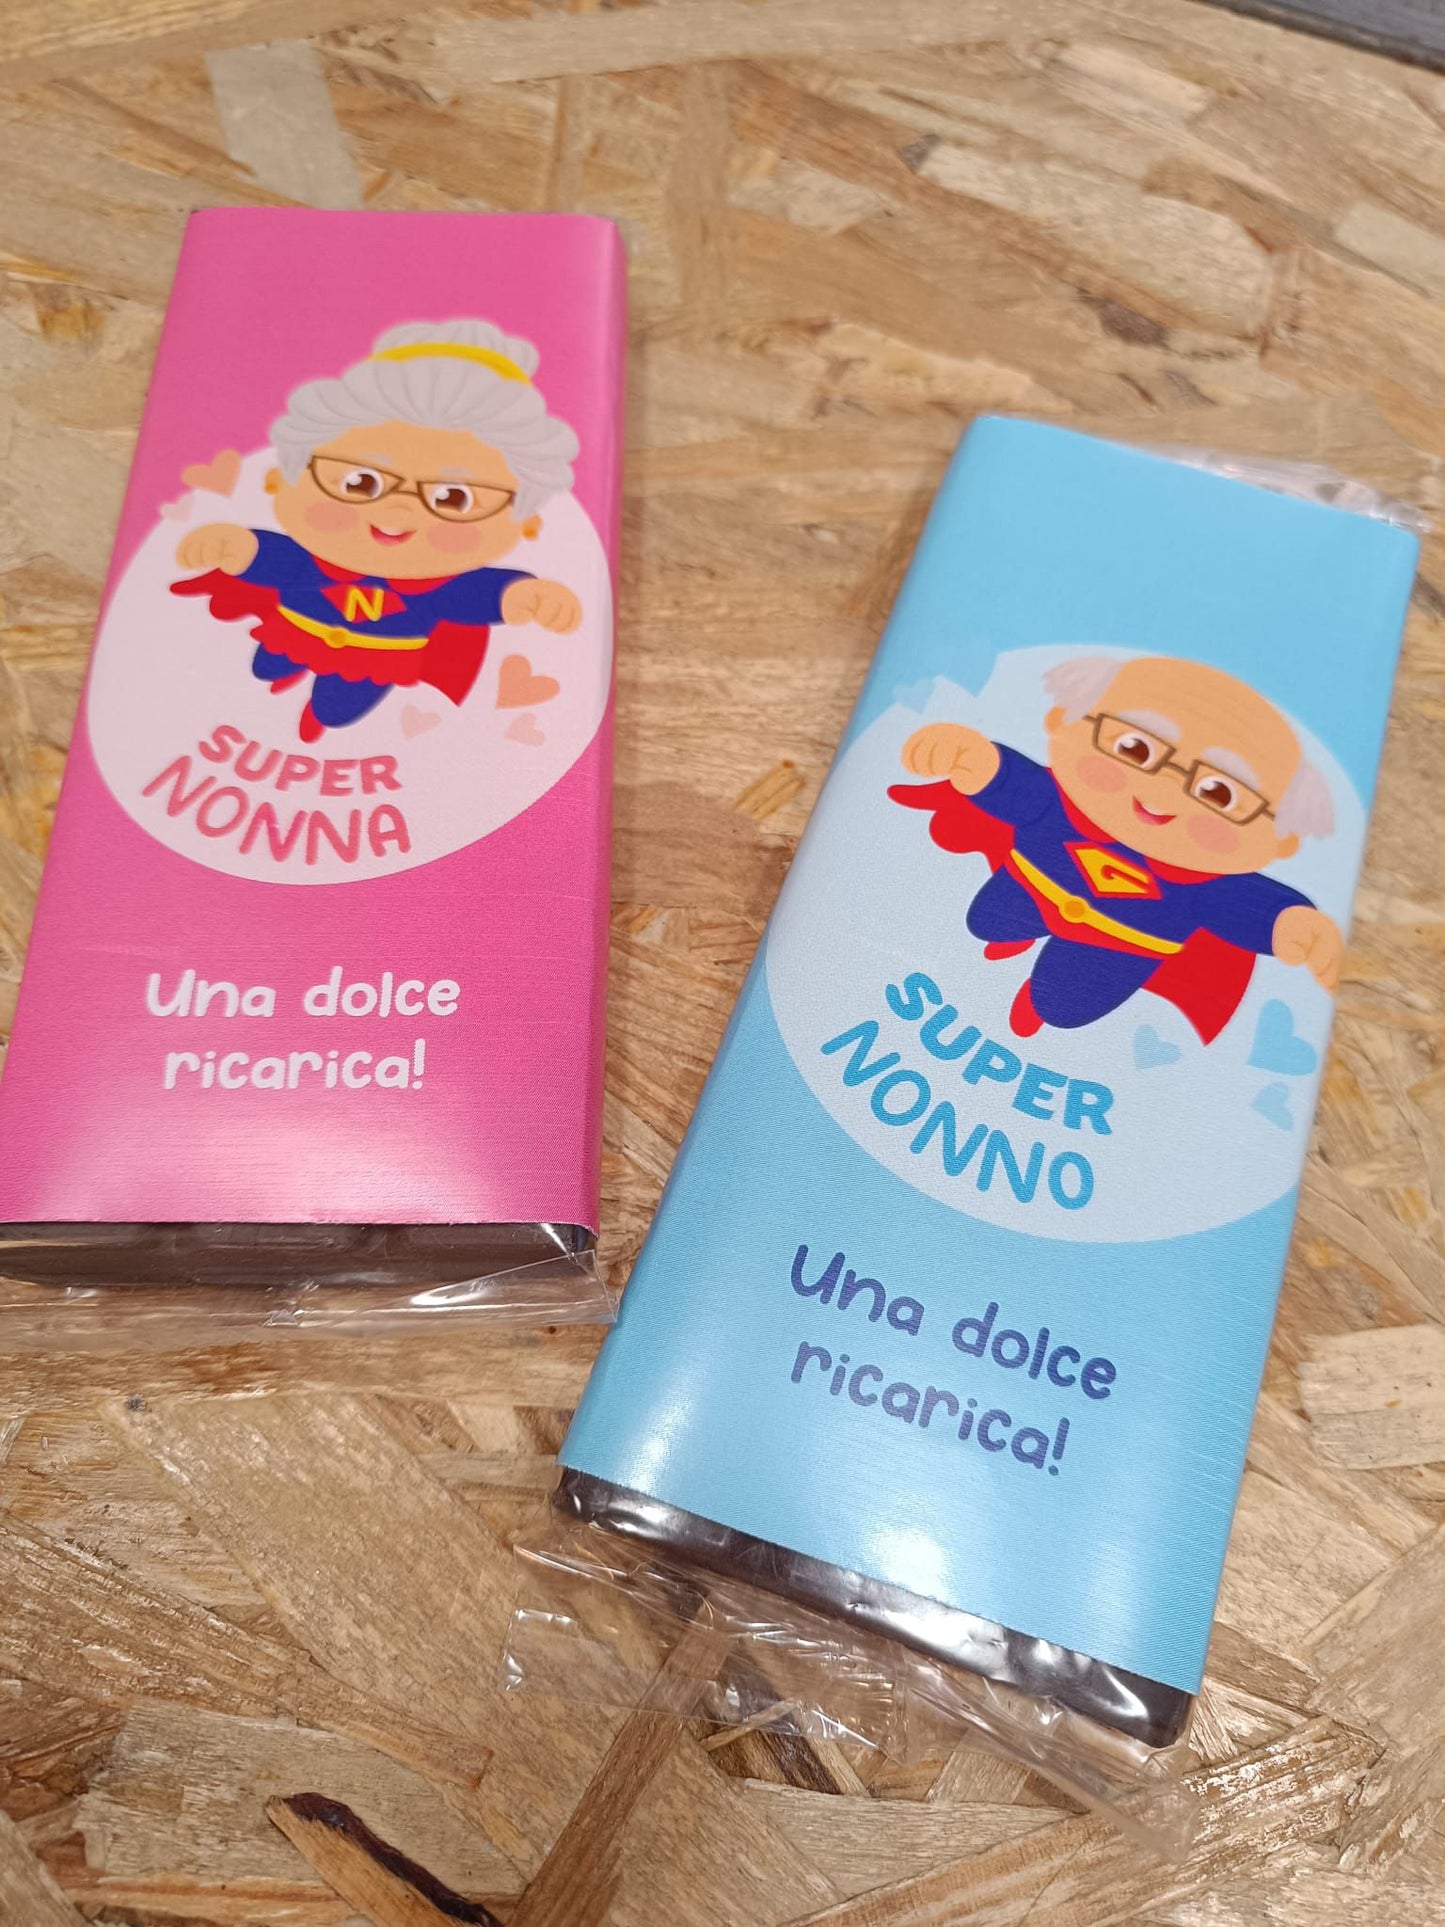 N
SUPER
NONNA
Una dolce
ricarica!
G
SUPER
NONNO
Una dolce
ricarica!